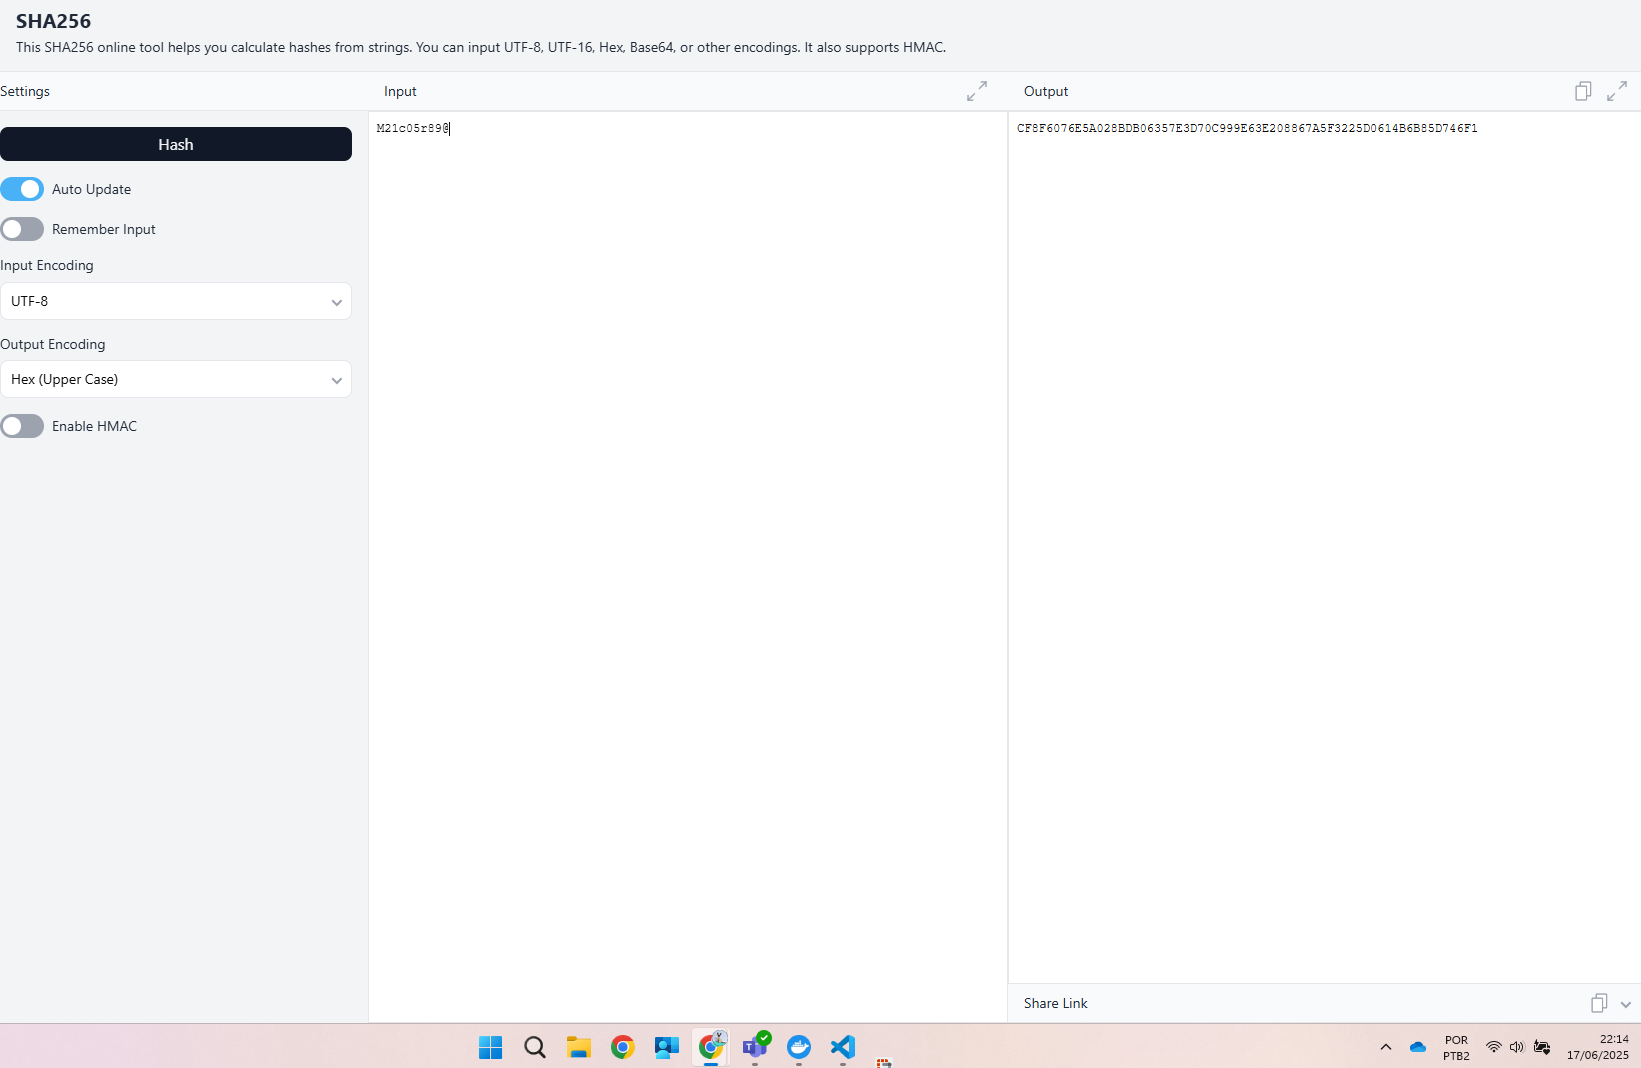 SHA256
This SHA256 online tool helps you calculate hashes from strings. You can input UTF-8, UTF-16, Hex, Base64, or other encodings. It also supports HMAC.
Settings
Input
Output
Hash
M21c05r89@
CF8F6076E5A028BDB06357E3D70C999E63E208867A5F3225D0614B6B85D746F1
Auto Update
Remember Input
Input Encoding
UTF-8
Output Encoding
Hex (Upper Case)
Enable HMAC
Share Link
POR
PTB2
22:14
17/06/2025